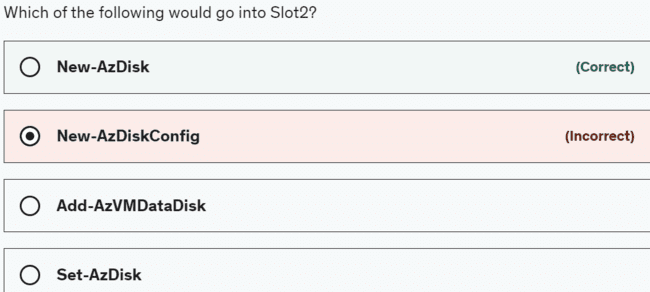 Which of the following would go into Slot2?
New-AzDisk (Correct)
New-AzDiskConfig (Incorrect)
Add-AzVMDataDisk
Set-AzDisk